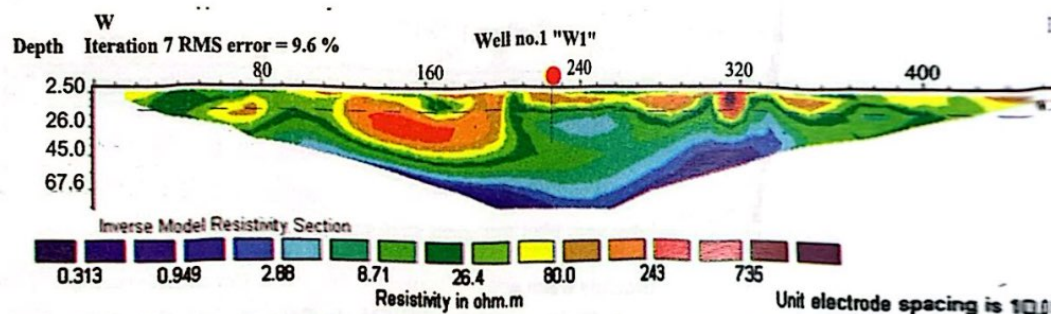 W
Depth Iteration 7 RMS error = 9.6 %
Well no.1 "W1"
80 160 240 320 400
2.50
26.0
45.0
67.6
Inverse Model Resistivity Section
0.313 0.949 2.88 8.71 26.4 80.0 243 735
Resistivity in ohm.m
Unit electrode spacing is